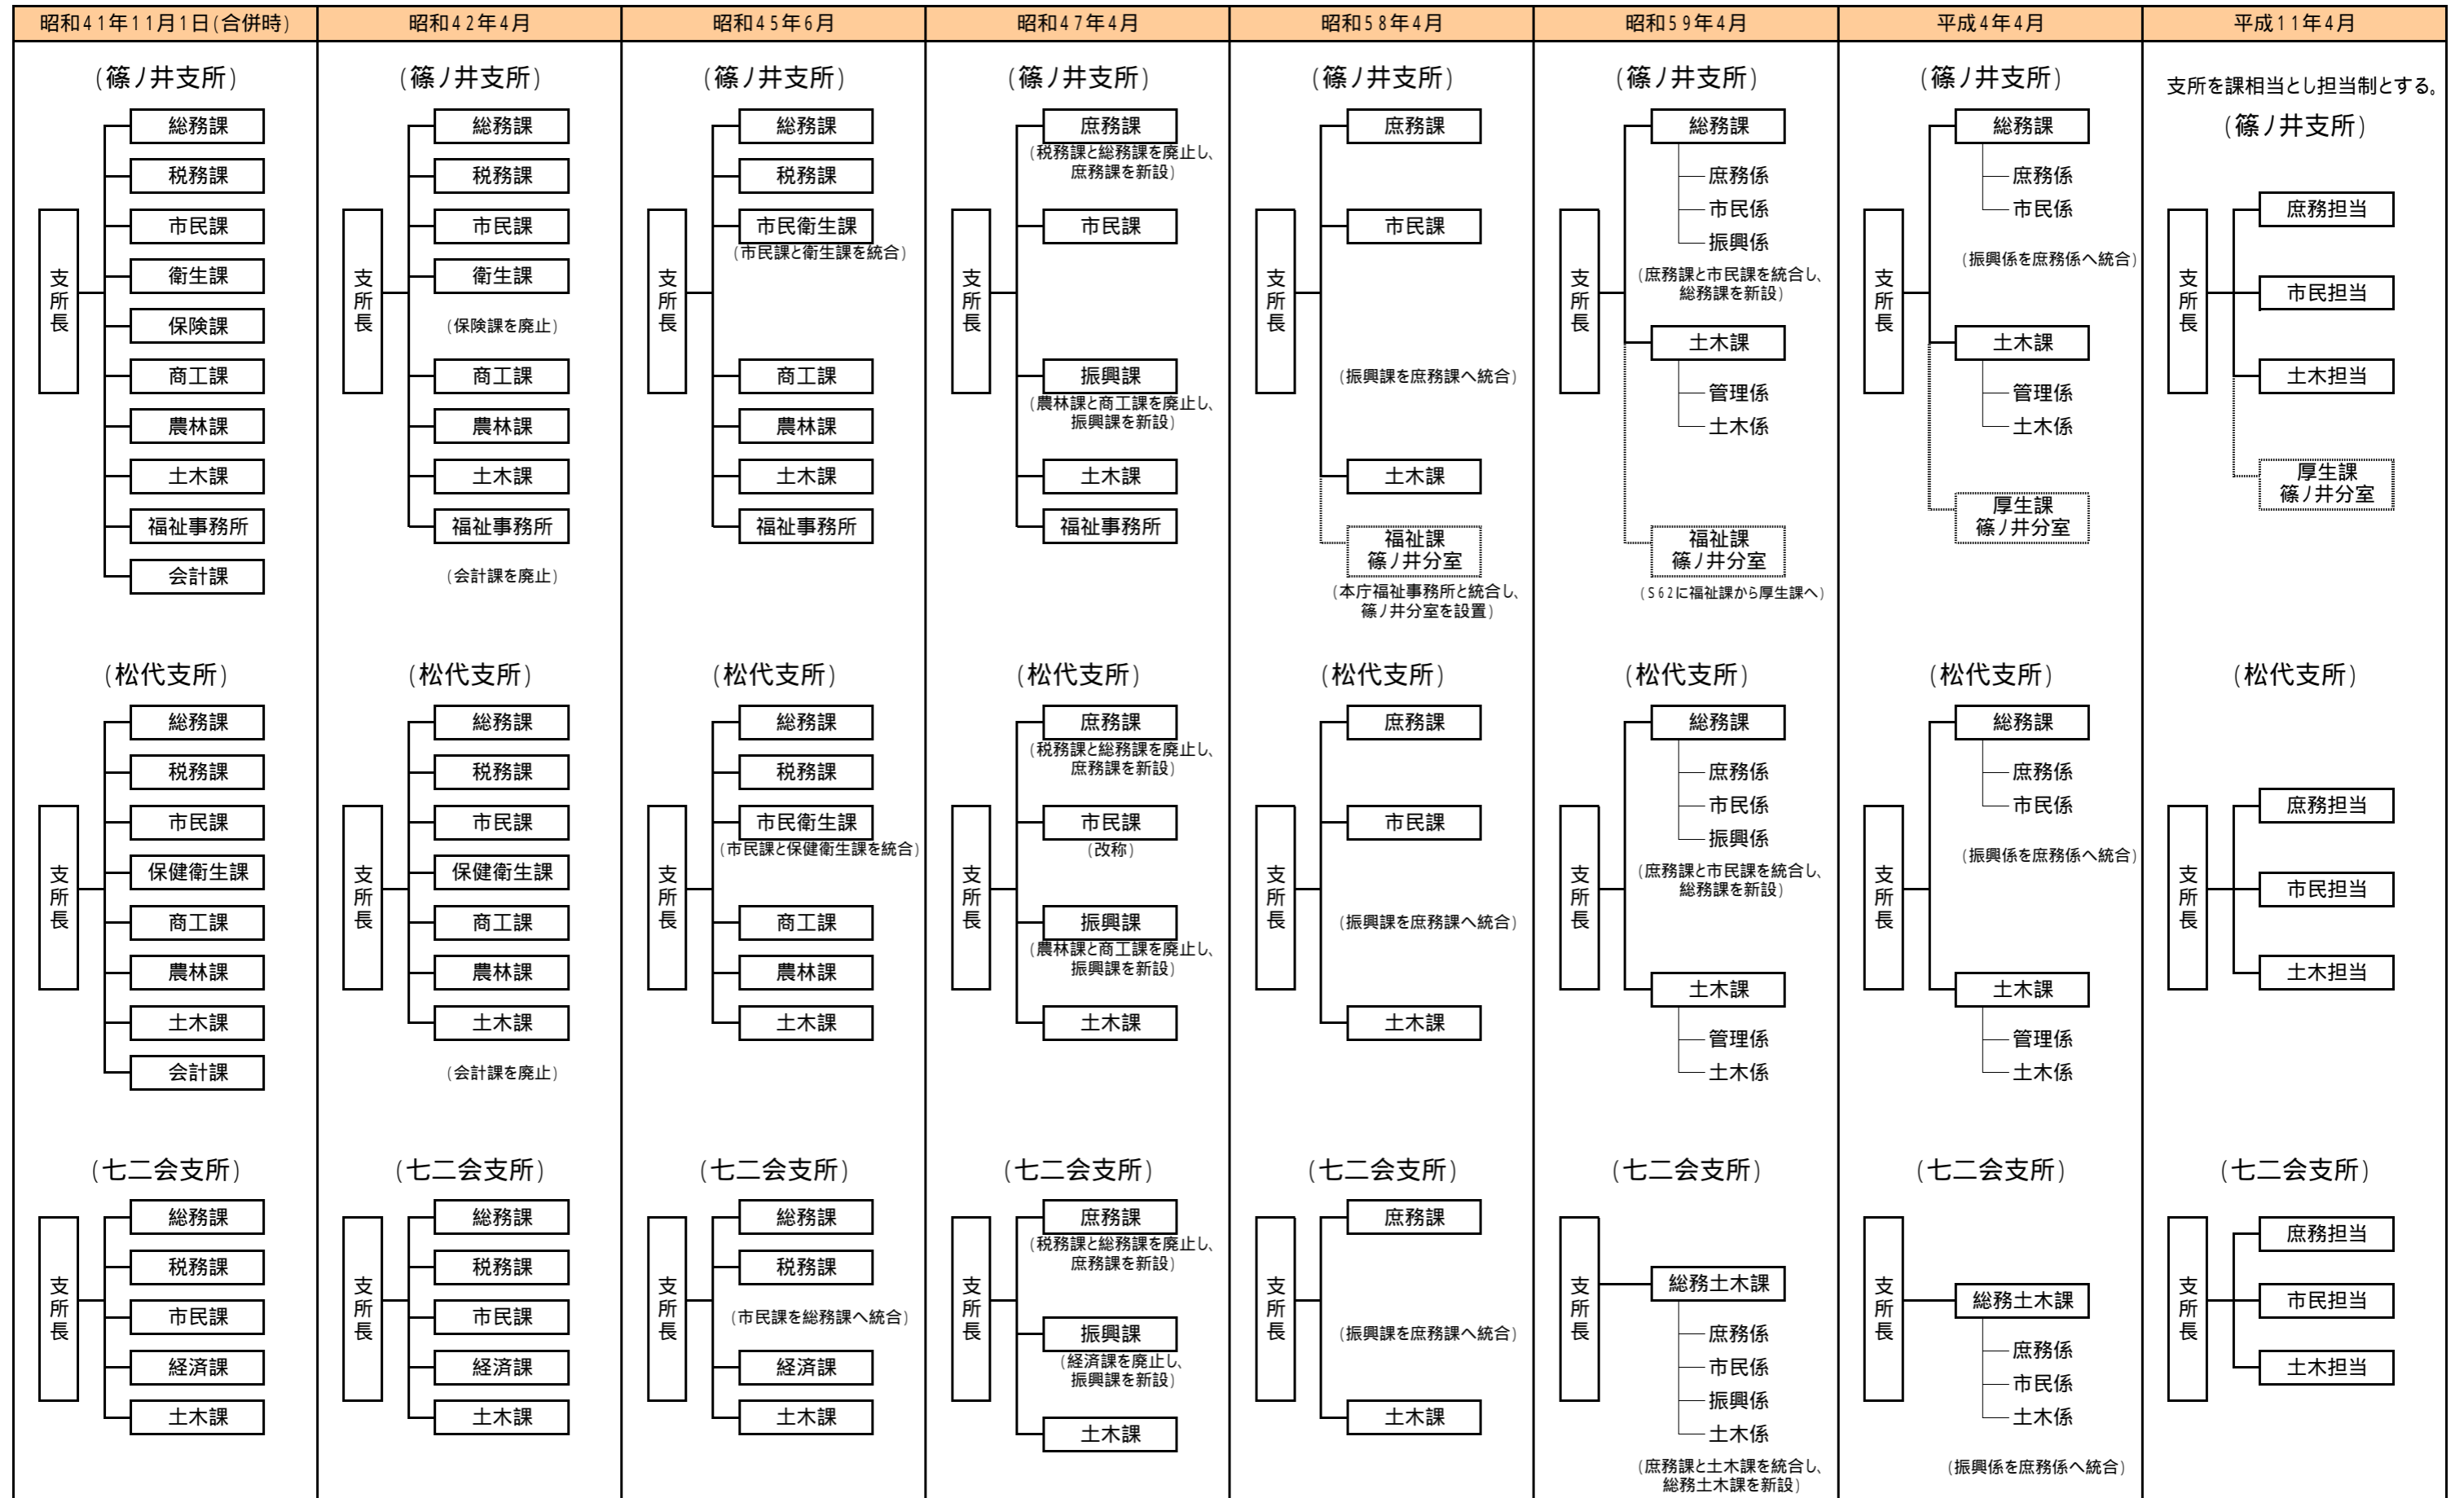 昭和41年11月1日(合併時)
昭和42年4月
昭和45年6月
昭和47年4月
昭和58年4月
昭和59年4月
平成4年4月
平成11年4月
(篠ノ井支所)
支所長
総務課
税務課
市民課
衛生課
保険課
商工課
農林課
土木課
福祉事務所
会計課
(篠ノ井支所)
支所長
総務課
税務課
市民課
衛生課
(保険課を廃止)
商工課
農林課
土木課
福祉事務所
(会計課を廃止)
(篠ノ井支所)
支所長
総務課
税務課
市民衛生課
(市民課と衛生課を統合)
商工課
農林課
土木課
福祉事務所
(篠ノ井支所)
支所長
庶務課
(税務課と総務課を廃止し、
庶務課を新設)
市民課
振興課
(農林課と商工課を廃止し、
振興課を新設)
土木課
福祉事務所
(篠ノ井支所)
支所長
庶務課
市民課
(振興課を庶務課へ統合)
土木課
福祉課
篠ノ井分室
(本庁福祉事務所と統合し、
篠ノ井分室を設置)
(篠ノ井支所)
支所長
総務課
庶務係
市民係
振興係
(庶務課と市民課を統合し、
総務課を新設)
土木課
管理係
土木係
福祉課
篠ノ井分室
(S62に福祉課から厚生課へ)
(篠ノ井支所)
支所長
総務課
庶務係
市民係
(振興係を庶務係へ統合)
土木課
管理係
土木係
厚生課
篠ノ井分室
支所を課相当とし担当制とする。
(篠ノ井支所)
支所長
庶務担当
市民担当
土木担当
厚生課
篠ノ井分室
(松代支所)
支所長
総務課
税務課
市民課
保健衛生課
商工課
農林課
土木課
会計課
(松代支所)
支所長
総務課
税務課
市民課
保健衛生課
商工課
農林課
土木課
(会計課を廃止)
(松代支所)
支所長
総務課
税務課
市民衛生課
(市民課と保健衛生課を統合)
商工課
農林課
土木課
(松代支所)
支所長
庶務課
(税務課と総務課を廃止し、
庶務課を新設)
市民課
(改称)
振興課
(農林課と商工課を廃止し、
振興課を新設)
土木課
(松代支所)
支所長
庶務課
市民課
(振興課を庶務課へ統合)
土木課
(松代支所)
支所長
総務課
庶務係
市民係
振興係
(庶務課と市民課を統合し、
総務課を新設)
土木課
管理係
土木係
(松代支所)
支所長
総務課
庶務係
市民係
(振興係を庶務係へ統合)
土木課
管理係
土木係
(松代支所)
支所長
庶務担当
市民担当
土木担当
(七二会支所)
支所長
総務課
税務課
市民課
経済課
土木課
(七二会支所)
支所長
総務課
税務課
市民課
経済課
土木課
(七二会支所)
支所長
総務課
税務課
(市民課を総務課へ統合)
経済課
土木課
(七二会支所)
支所長
庶務課
(税務課と総務課を廃止し、
庶務課を新設)
振興課
(経済課を廃止し、
振興課を新設)
土木課
(七二会支所)
支所長
庶務課
(振興課を庶務課へ統合)
土木課
(七二会支所)
支所長
総務土木課
庶務係
市民係
振興係
土木係
(庶務課と土木課を統合し、
総務土木課を新設)
(七二会支所)
支所長
総務土木課
庶務係
市民係
土木係
(振興係を庶務係へ統合)
(七二会支所)
支所長
庶務担当
市民担当
土木担当